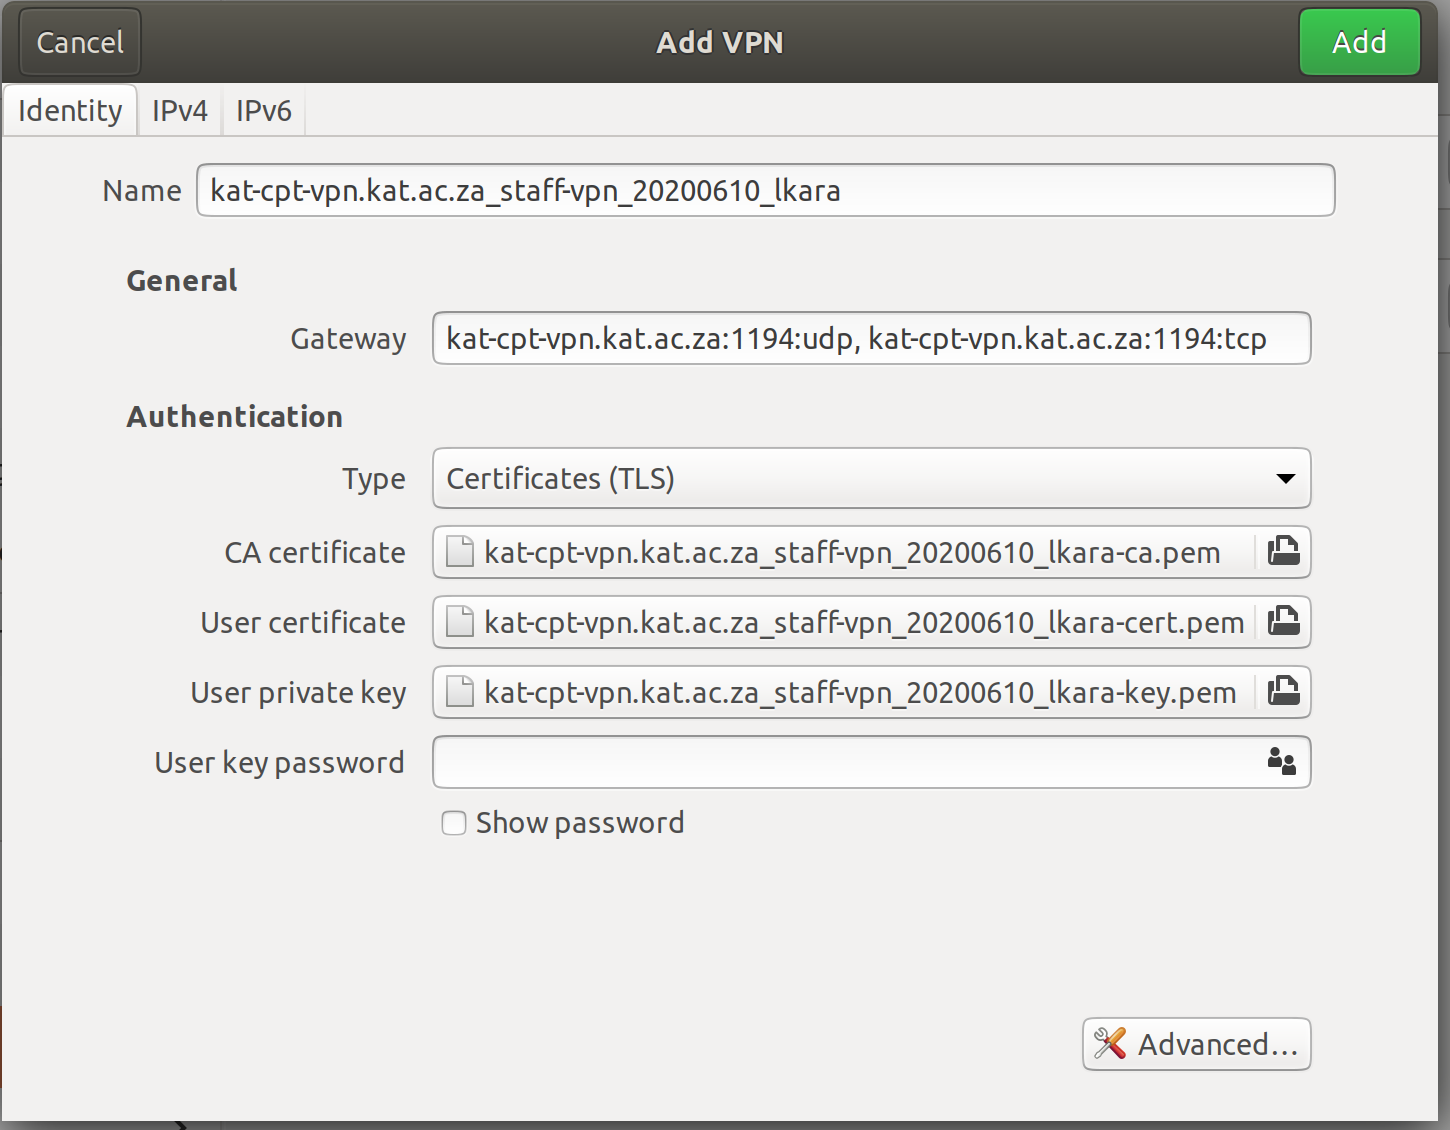 Cancel Add VPN Add
Identity IPv4 IPv6
Name kat-cpt-vpn.kat.ac.za_staff-vpn_20200610_lkara
General
Gateway kat-cpt-vpn.kat.ac.za:1194:udp, kat-cpt-vpn.kat.ac.za:1194:tcp
Authentication
Type Certificates (TLS)
CA certificate kat-cpt-vpn.kat.ac.za_staff-vpn_20200610_lkara-ca.pem
User certificate kat-cpt-vpn.kat.ac.za_staff-vpn_20200610_lkara-cert.pem
User private key kat-cpt-vpn.kat.ac.za_staff-vpn_20200610_lkara-key.pem
User key password
Show password
Advanced...